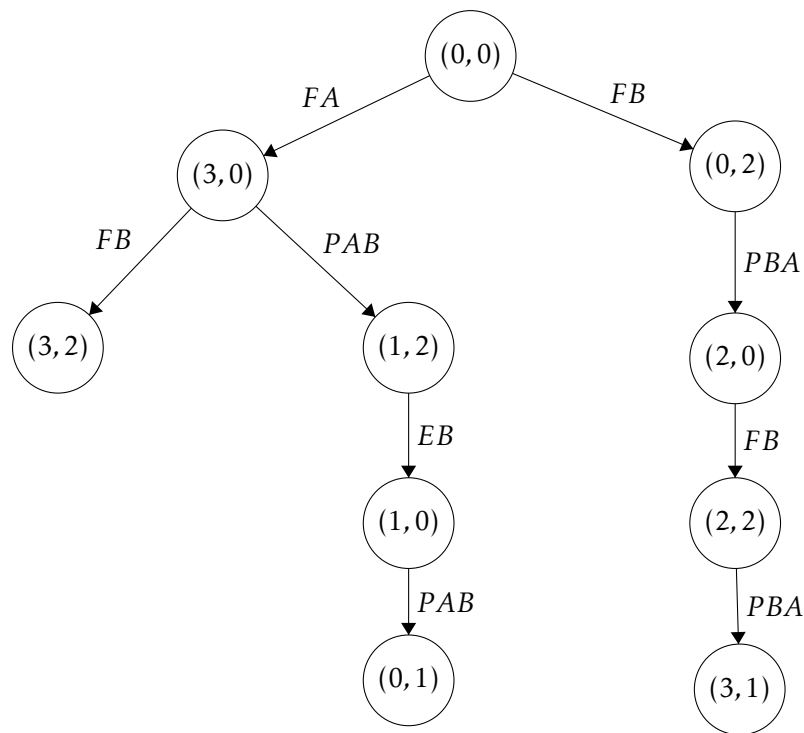 (0,0)
FA
FB
(3,0)
(0,2)
FB
PAB
PBA
(3,2)
(1,2)
(2,0)
EB
FB
(1,0)
(2,2)
PAB
PBA
(0,1)
(3,1)